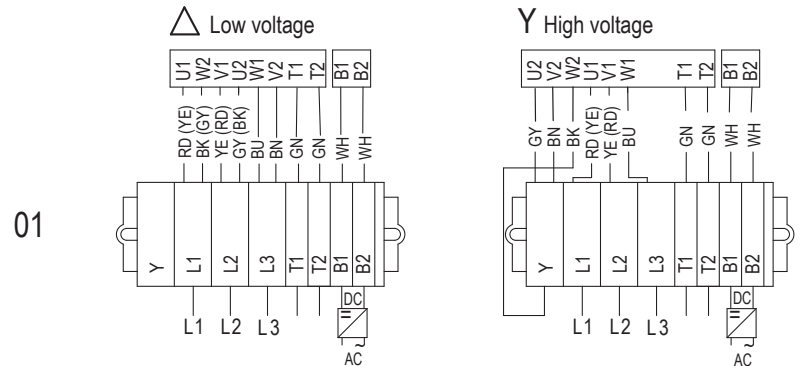 △ Low voltage
U1 W2 V1 U2 W1 V2 T1 T2 B1 B2
RD (YE) BK (GY) YE (RD) GY (BK) BU BN GN GN WH WH
01
Y L1 L2 L3 T1 T2 B1 B2
DC
L1 L2 L3
AC
Y High voltage
U2 V2 W2 U1 V1 W1 T1 T2 B1 B2
GY BN BK RD (YE) YE (RD) BU GN GN WH WH
Y L1 L2 L3 T1 T2 B1 B2
DC
L1 L2 L3
AC